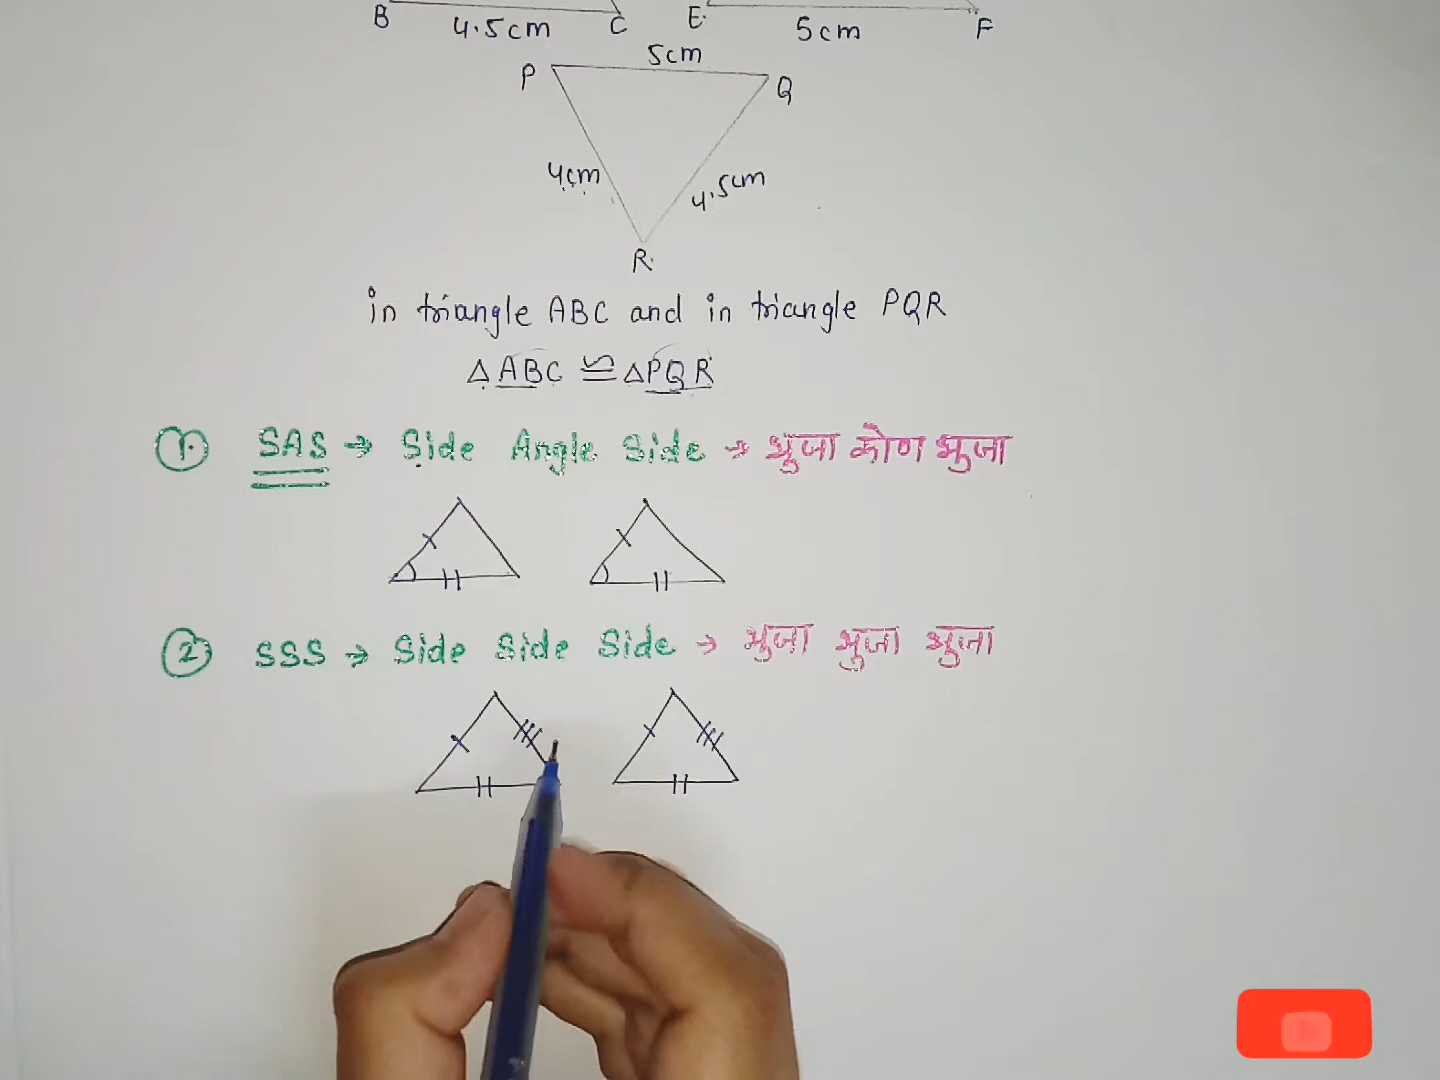 B 4.5cm C E 5cm F
5cm
P Q
4cm 4.5cm
R
in triangle ABC and in triangle PQR
△ABC ≅ △PQR
1. SAS → Side Angle Side → भुजा कोण भुजा
2 SSS → Side Side Side → भुजा भुजा भुजा